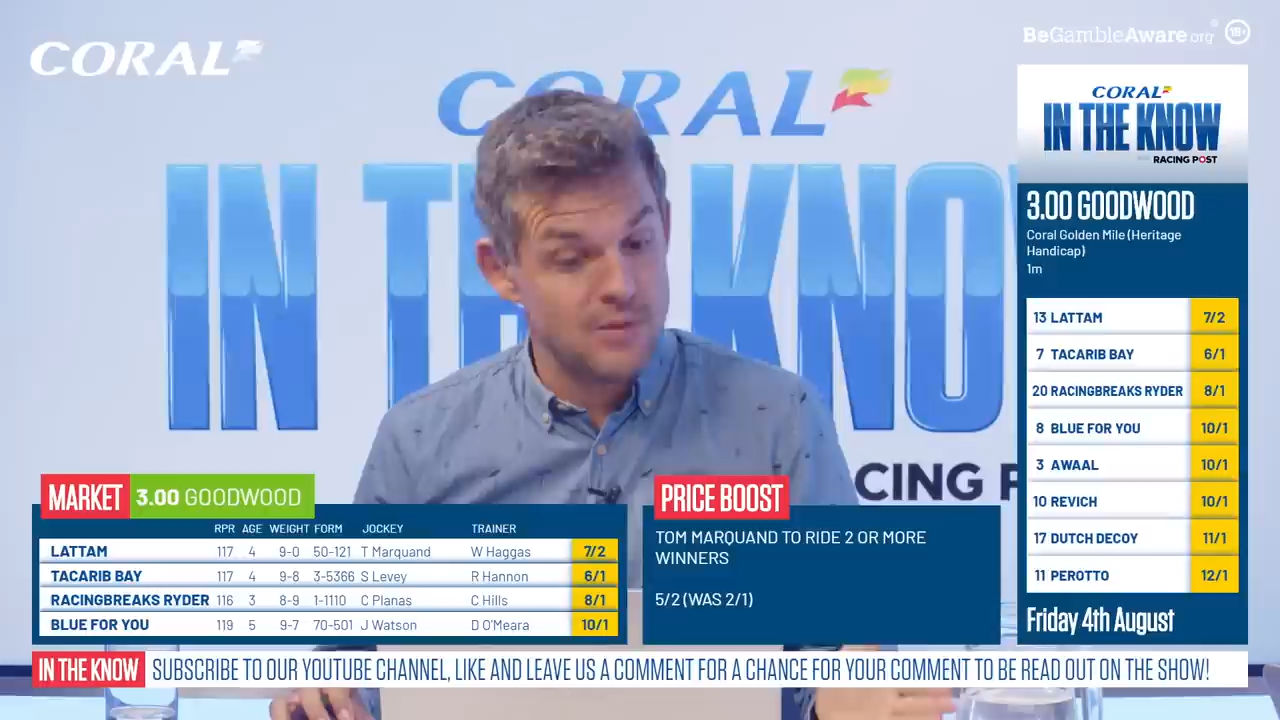 CORAL
BeGambleAware.org
18+
CORAL
IN THE KNOW
CING P
CORAL
IN THE KNOW
RACING POST
3.00 GOODWOOD
Coral Golden Mile (Heritage
Handicap)
1m
13 LATTAM 7/2
7 TACARIB BAY 6/1
20 RACINGBREAKS RYDER 8/1
8 BLUE FOR YOU 10/1
3 AWAAL 10/1
10 REVICH 10/1
17 DUTCH DECOY 11/1
11 PEROTTO 12/1
Friday 4th August
MARKET 3.00 GOODWOOD
RPR AGE WEIGHT FORM JOCKEY TRAINER
LATTAM 117 4 9-0 50-121 T Marquand W Haggas 7/2
TACARIB BAY 117 4 9-8 3-5366 S Levey R Hannon 6/1
RACINGBREAKS RYDER 116 3 8-9 1-1110 C Planas C Hills 8/1
BLUE FOR YOU 119 5 9-7 70-501 J Watson D O'Meara 10/1
PRICE BOOST
TOM MARQUAND TO RIDE 2 OR MORE
WINNERS
5/2 (WAS 2/1)
IN THE KNOW SUBSCRIBE TO OUR YOUTUBE CHANNEL, LIKE AND LEAVE US A COMMENT FOR A CHANCE FOR YOUR COMMENT TO BE READ OUT ON THE SHOW!